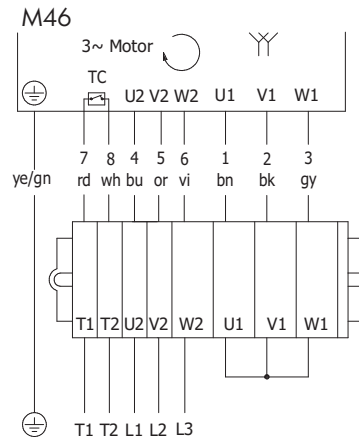 M46
3~ Motor
TC
U2 V2 W2 U1 V1 W1
7 8 4 5 6 1 2 3
ye/gn rd wh bu or vi bn bk gy
T1 T2 U2 V2 W2 U1 V1 W1
T1 T2 L1 L2 L3